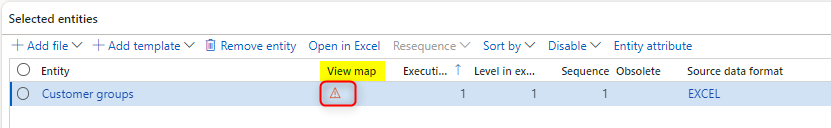 Selected entities
+ Add file + Add template Remove entity Open in Excel Resequence Sort by Disable Entity attribute
Entity View map Executi... ↑ Level in ex... Sequence Obsolete Source data format
Customer groups 1 1 1 EXCEL